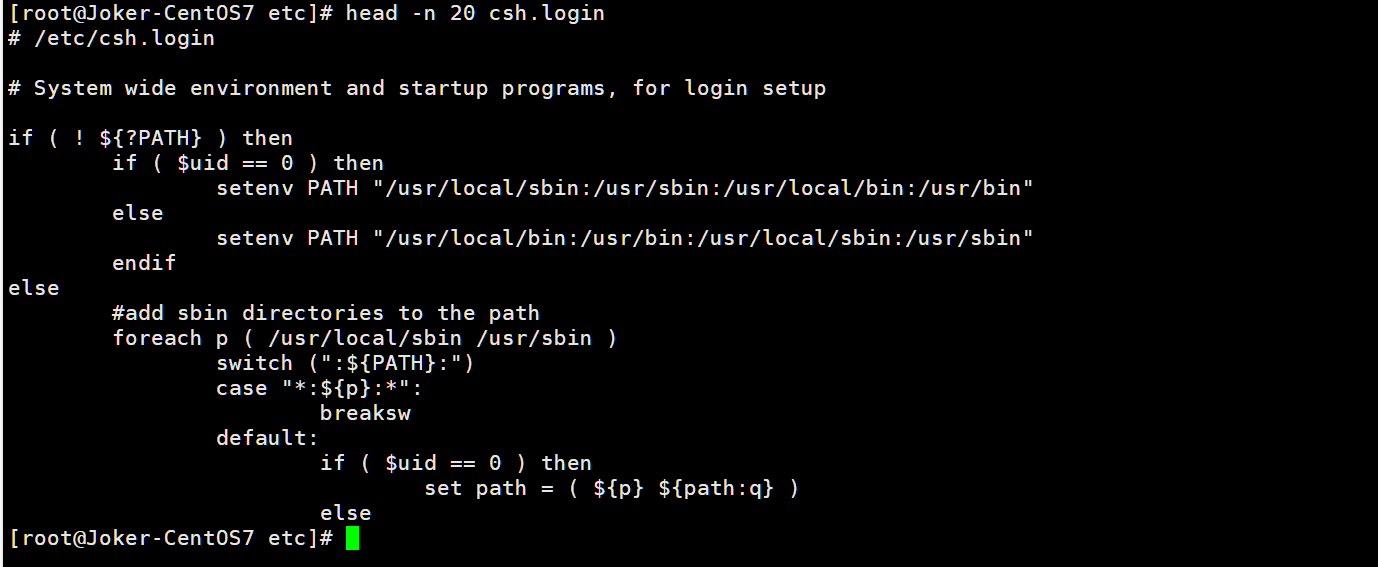 [root@Joker-CentOS7 etc]# head -n 20 csh.login
# /etc/csh.login

# System wide environment and startup programs, for login setup

if ( ! ${?PATH} ) then
        if ( $uid == 0 ) then
                setenv PATH "/usr/local/sbin:/usr/sbin:/usr/local/bin:/usr/bin"
        else
                setenv PATH "/usr/local/bin:/usr/bin:/usr/local/sbin:/usr/sbin"
        endif
else
        #add sbin directories to the path
        foreach p ( /usr/local/sbin /usr/sbin )
                switch (":${PATH}:")
                case "*:${p}:*":
                        breaksw
                default:
                        if ( $uid == 0 ) then
                                set path = ( ${p} ${path:q} )
                        else
[root@Joker-CentOS7 etc]#